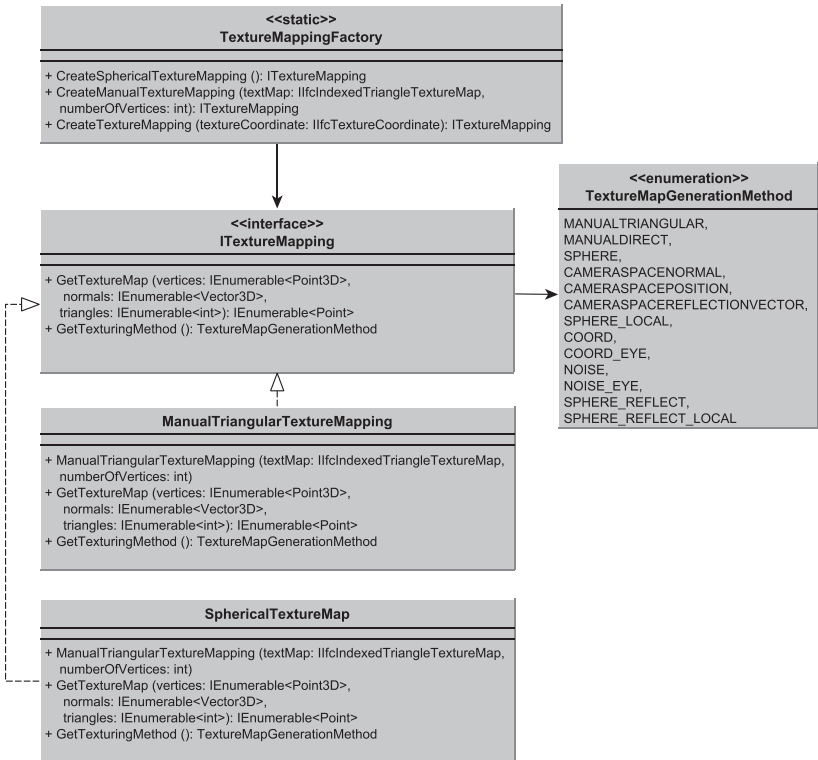 <<static>>
TextureMappingFactory
+ CreateSphericalTextureMapping (): ITextureMapping
+ CreateManualTextureMapping (textMap: IIfcIndexedTriangleTextureMap,
numberOfVertices: int): ITextureMapping
+ CreateTextureMapping (textureCoordinate: IIfcTextureCoordinate): ITextureMapping
<<interface>>
ITextureMapping
+ GetTextureMap (vertices: IEnumerable<Point3D>,
normals: IEnumerable<Vector3D>,
triangles: IEnumerable<int>): IEnumerable<Point>
+ GetTexturingMethod (): TextureMapGenerationMethod
<<enumeration>>
TextureMapGenerationMethod
MANUALTRIANGULAR,
MANUALDIRECT,
SPHERE,
CAMERASPACENORMAL,
CAMERASPACEPOSITION,
CAMERASPACEREFLECTIONVECTOR,
SPHERE_LOCAL,
COORD,
COORD_EYE,
NOISE,
NOISE_EYE,
SPHERE_REFLECT,
SPHERE_REFLECT_LOCAL
ManualTriangularTextureMapping
+ ManualTriangularTextureMapping (textMap: IIfcIndexedTriangleTextureMap,
numberOfVertices: int)
+ GetTextureMap (vertices: IEnumerable<Point3D>,
normals: IEnumerable<Vector3D>,
triangles: IEnumerable<int>): IEnumerable<Point>
+ GetTexturingMethod (): TextureMapGenerationMethod
SphericalTextureMap
+ ManualTriangularTextureMapping (textMap: IIfcIndexedTriangleTextureMap,
numberOfVertices: int)
+ GetTextureMap (vertices: IEnumerable<Point3D>,
normals: IEnumerable<Vector3D>,
triangles: IEnumerable<int>): IEnumerable<Point>
+ GetTexturingMethod (): TextureMapGenerationMethod